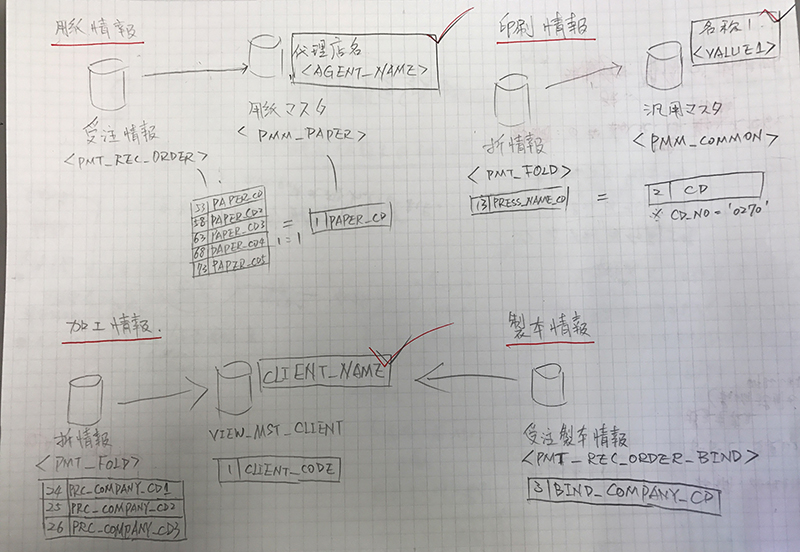 用紙情報
代理店名
<AGENT_NAME>
受注情報
<PMT_REC_ORDER>
用紙マスタ
<PMM_PAPER>
53 PAPER_CD
58 PAPER_CD2
63 PAPER_CD3
68 PAPER_CD4
73 PAPER_CD5
=
1=1
1 PAPER_CD
印刷情報
名称1
<VALUE1>
折情報
<PMT_FOLD>
汎用マスタ
<PMM_COMMON>
13 PRESS_NAME_CD
=
2 CD
※ CD_NO = '0270'
加工情報.
CLIENT_NAME
折情報
<PMT_FOLD>
VIEW_MST_CLIENT
24 PRC_COMPANY_CD1
25 PRC_COMPANY_CD2
26 PRC_COMPANY_CD3
1 CLIENT_CODE
製本情報
受注製本情報
<PMT_REC_ORDER_BIND>
3 BIND_COMPANY_CD